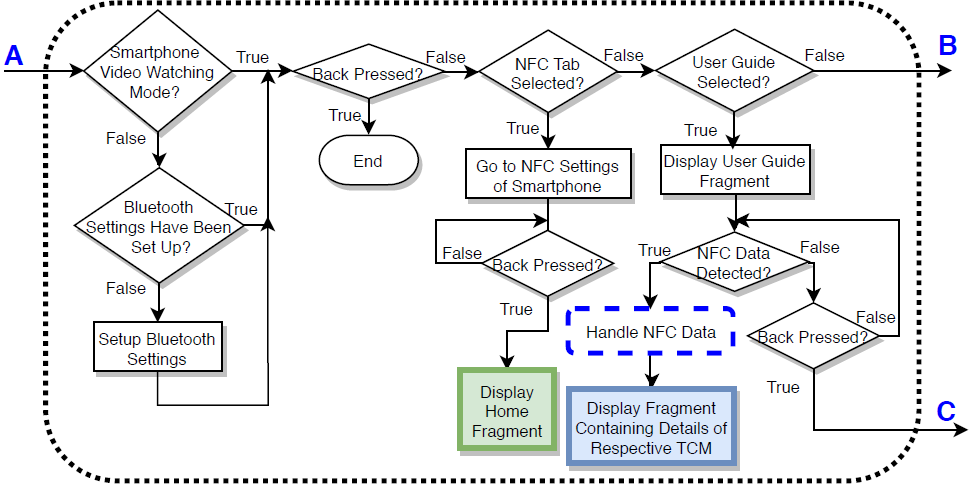 A
Smartphone
Video Watching
Mode?
True
False
Bluetooth
Settings Have Been
Set Up?
True
False
Setup Bluetooth
Settings
Back Pressed?
False
True
End
NFC Tab
Selected?
False
True
Go to NFC Settings
of Smartphone
False
Back Pressed?
True
Display
Home
Fragment
User Guide
Selected?
False
B
True
Display User Guide
Fragment
True
NFC Data
Detected?
False
Handle NFC Data
Display Fragment
Containing Details of
Respective TCM
False
Back Pressed?
True
C